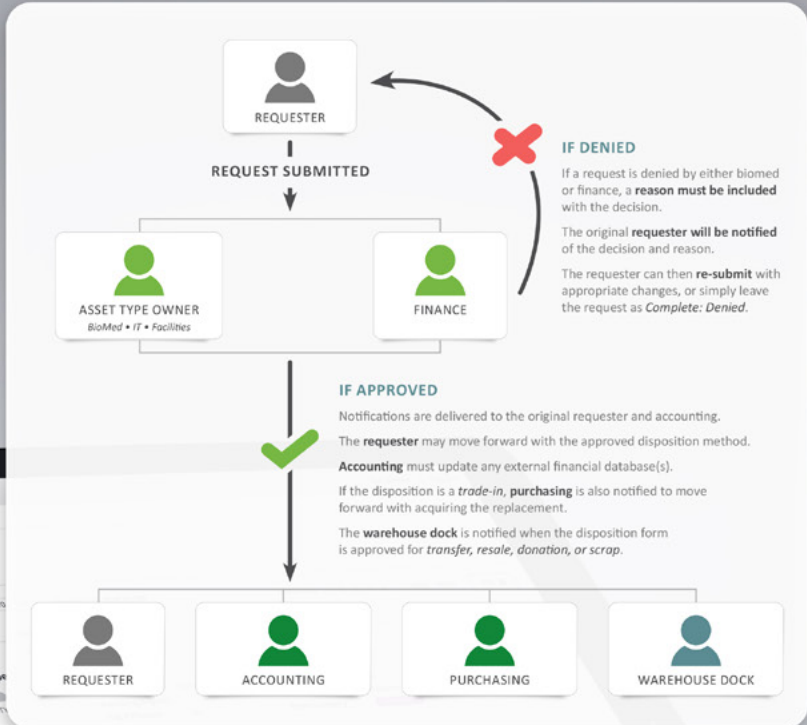 REQUESTER
REQUEST SUBMITTED
IF DENIED
If a request is denied by either biomed
or finance, a reason must be included
with the decision.
The original requester will be notified
of the decision and reason.
The requester can then re-submit with
appropriate changes, or simply leave
the request as Complete: Denied.
ASSET TYPE OWNER
BioMed • IT • Facilities
FINANCE
IF APPROVED
Notifications are delivered to the original requester and accounting.
The requester may move forward with the approved disposition method.
Accounting must update any external financial database(s).
If the disposition is a trade-in, purchasing is also notified to move
forward with acquiring the replacement.
The warehouse dock is notified when the disposition form
is approved for transfer, resale, donation, or scrap.
REQUESTER
ACCOUNTING
PURCHASING
WAREHOUSE DOCK